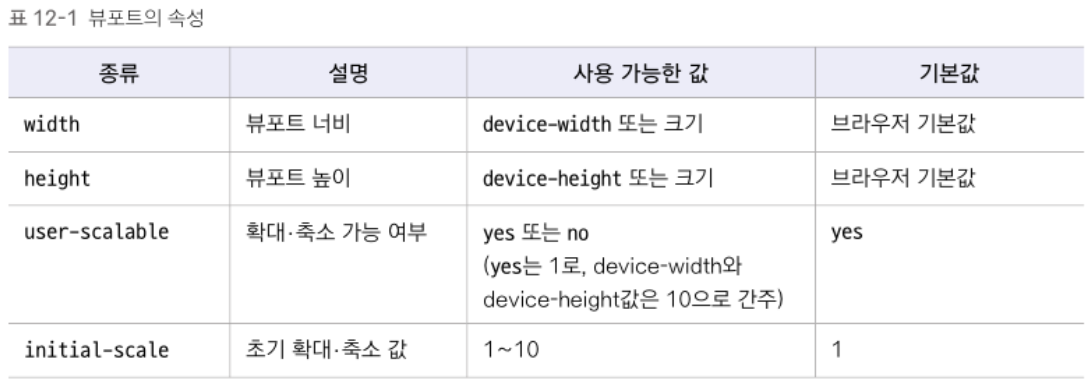 표 12-1 뷰포트의 속성
종류 설명 사용 가능한 값 기본값
width 뷰포트 너비 device-width 또는 크기 브라우저 기본값
height 뷰포트 높이 device-height 또는 크기 브라우저 기본값
user-scalable 확대·축소 가능 여부 yes 또는 no yes
(yes는 1로, device-width와
device-height값은 10으로 간주)
initial-scale 초기 확대·축소 값 1~10 1